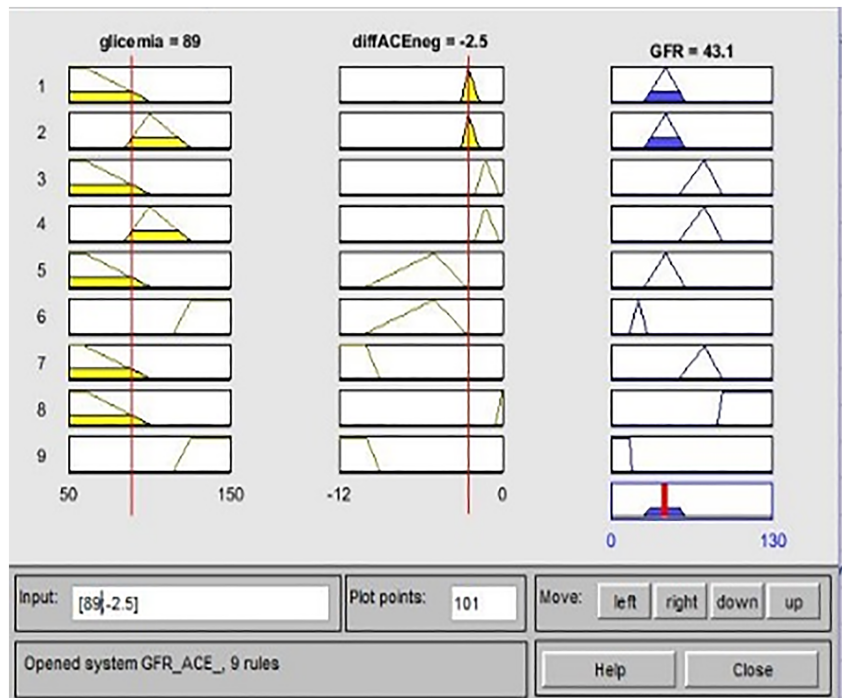 glicemia = 89
diffACEneg = -2.5
GFR = 43.1
1
2
3
4
5
6
7
8
9
50
150
-12
0
0
130
Input:
[89;-2.5]
Plot points:
101
Move:
left
right
down
up
Opened system GFR_ACE_, 9 rules
Help
Close